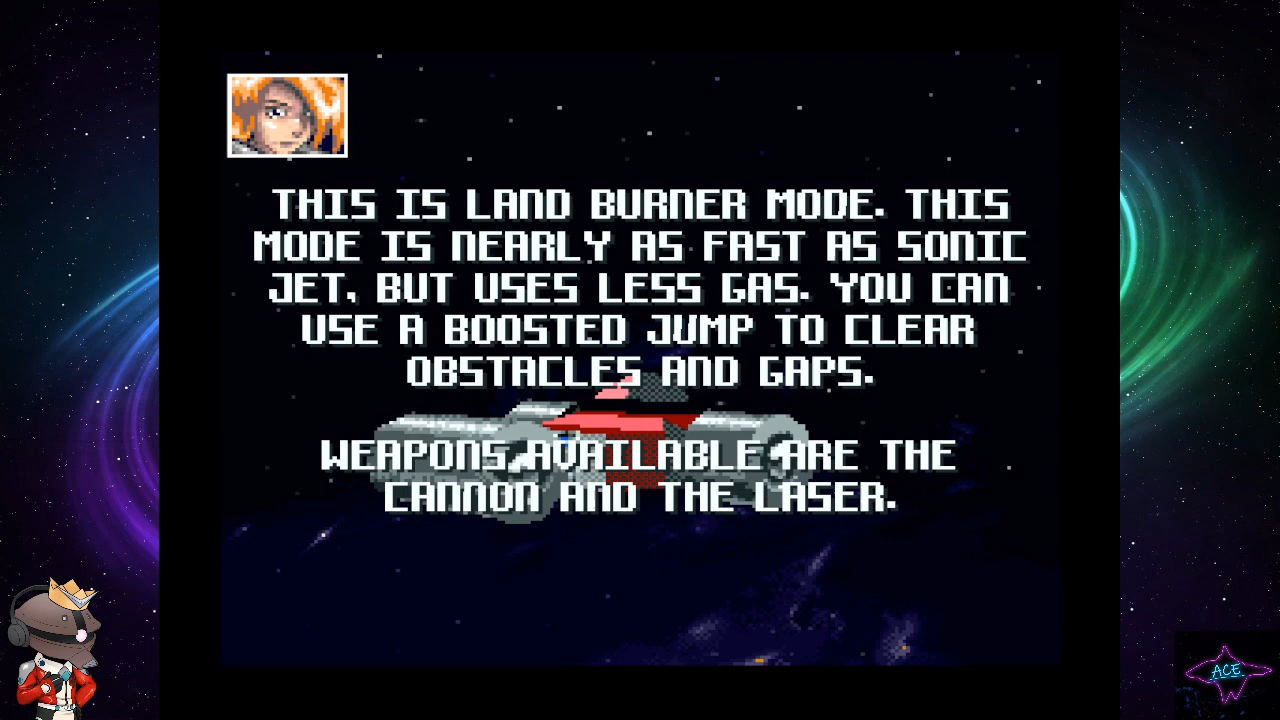 THIS IS LAND BURNER MODE. THIS
MODE IS NEARLY AS FAST AS SONIC
JET, BUT USES LESS GAS. YOU CAN
USE A BOOSTED JUMP TO CLEAR
OBSTACLES AND GAPS.
WEAPONS AVAILABLE ARE THE
CANNON AND THE LASER.
ACE